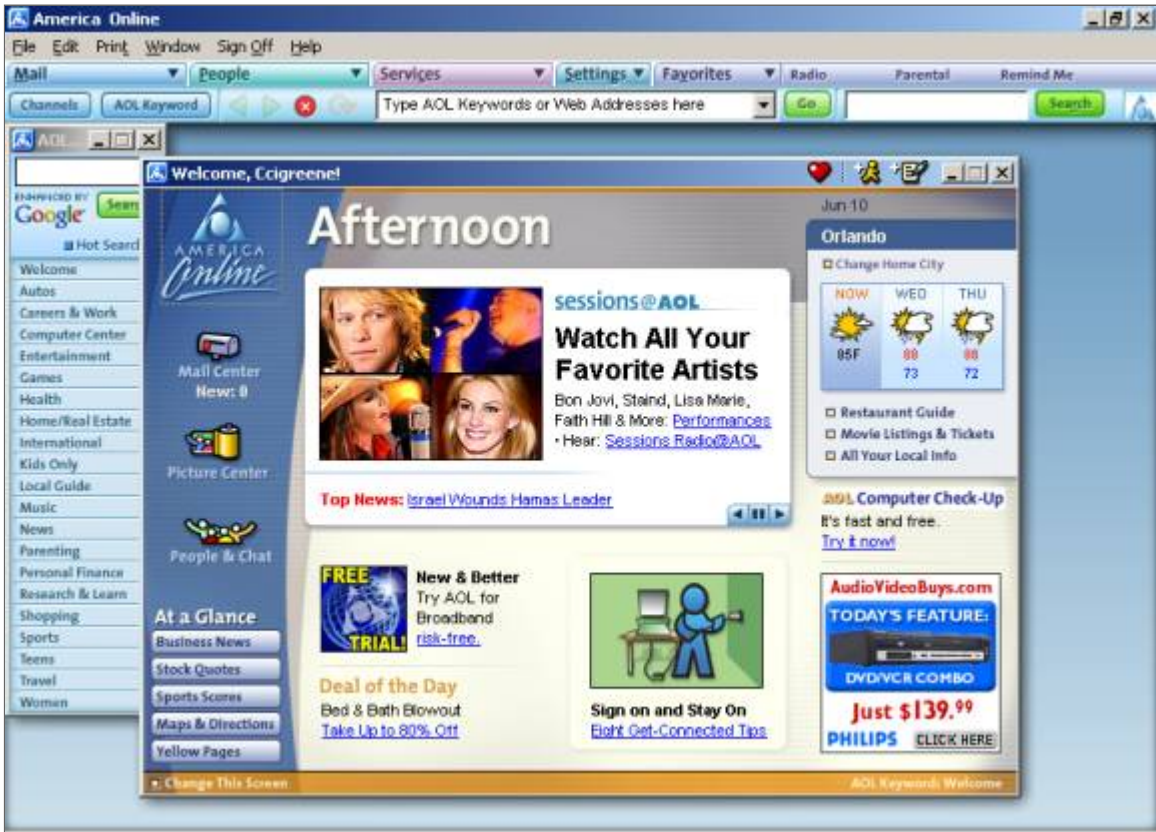 America Online
File Edit Print Window Sign Off Help
Mail People Services Settings Favorites Radio Parental Remind Me
Channels AOL Keyword Type AOL Keywords or Web Addresses here Go Search
AOL
ENHANCED BY
Google Sear
Hot Searc
Welcome
Autos
Careers & Work
Computer Center
Entertainment
Games
Health
Home/Real Estate
International
Kids Only
Local Guide
Music
News
Parenting
Personal Finance
Research & Learn
Shopping
Sports
Teens
Travel
Women
Welcome, Ccigreene!
AMERICA
Online
Mail Center
New: 0
Picture Center
People & Chat
At a Glance
Business News
Stock Quotes
Sports Scores
Maps & Directions
Yellow Pages
Afternoon
sessions@AOL
Watch All Your
Favorite Artists
Bon Jovi, Staind, Lisa Marie,
Faith Hill & More: Performances
• Hear: Sessions Radio@AOL
Top News: Israel Wounds Hamas Leader
FREE
TRIAL!
New & Better
Try AOL for
Broadband
risk-free.
Deal of the Day
Bed & Bath Blowout
Take Up to 80% Off
Sign on and Stay On
Eight Get-Connected Tips
Jun 10
Orlando
Change Home City
NOW WED THU
85F 88 88
73 72
Restaurant Guide
Movie Listings & Tickets
All Your Local Info
AOL Computer Check-Up
It's fast and free.
Try it now!
AudioVideoBuys.com
TODAY'S FEATURE:
DVD/VCR COMBO
Just $139.99
PHILIPS CLICK HERE
Change This Screen
AOL Keyword: Welcome